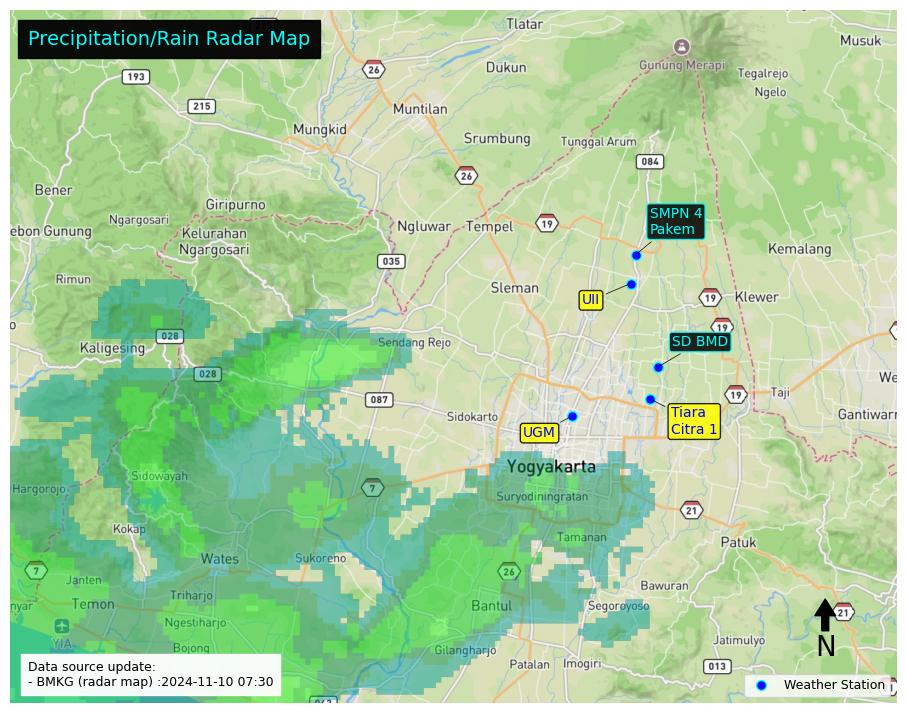 Precipitation/Rain Radar Map
Tlatar
Musuk
Gunung Merapi
26
Dukun
Tegalrejo
193
Ngelo
215
Muntilan
Mungkid
Srumbung
Tunggal Arum
084
26
Bener
Giripurno
SMPN 4
Pakem
Ngargosari
ebon Gunung
Kelurahan
Ngargosari
Ngluwar
Tempel
19
Kemalang
035
Rimun
Sleman
UII
19
Klewer
19
028
Kaligesing
Sendang Rejo
SD BMD
028
We
087
19
Taji
Sidokarto
Tiara
Citra 1
Gantiwarn
UGM
Yogyakarta
Sidowayah
Hargorojo
7
Suryodiningratan
21
Kokap
Tamanan
Patuk
Wates
Sukoreno
7
26
Janten
Bawuran
nyar
Temon
Triharjo
Bantul
Segoroyoso
21
Ngestiharjo
YIA
N
Bojong
Gilangharjo
Jatimulyo
Patalan
Imogiri
013
Data source update:
- BMKG (radar map) :2024-11-10 07:30
Weather Station